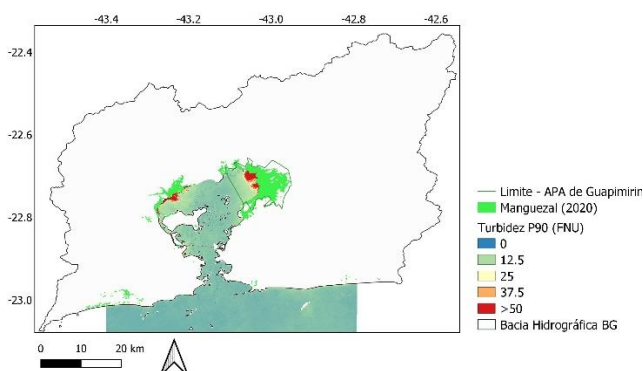 -43.4 -43.2 -43.0 -42.8 -42.6
-22.4
-22.6
-22.8
-23.0
Limite - APA de Guapimirin
Manguezal (2020)
Turbidez P90 (FNU)
0
12.5
25
37.5
>50
Bacia Hidrográfica BG
0 10 20 km